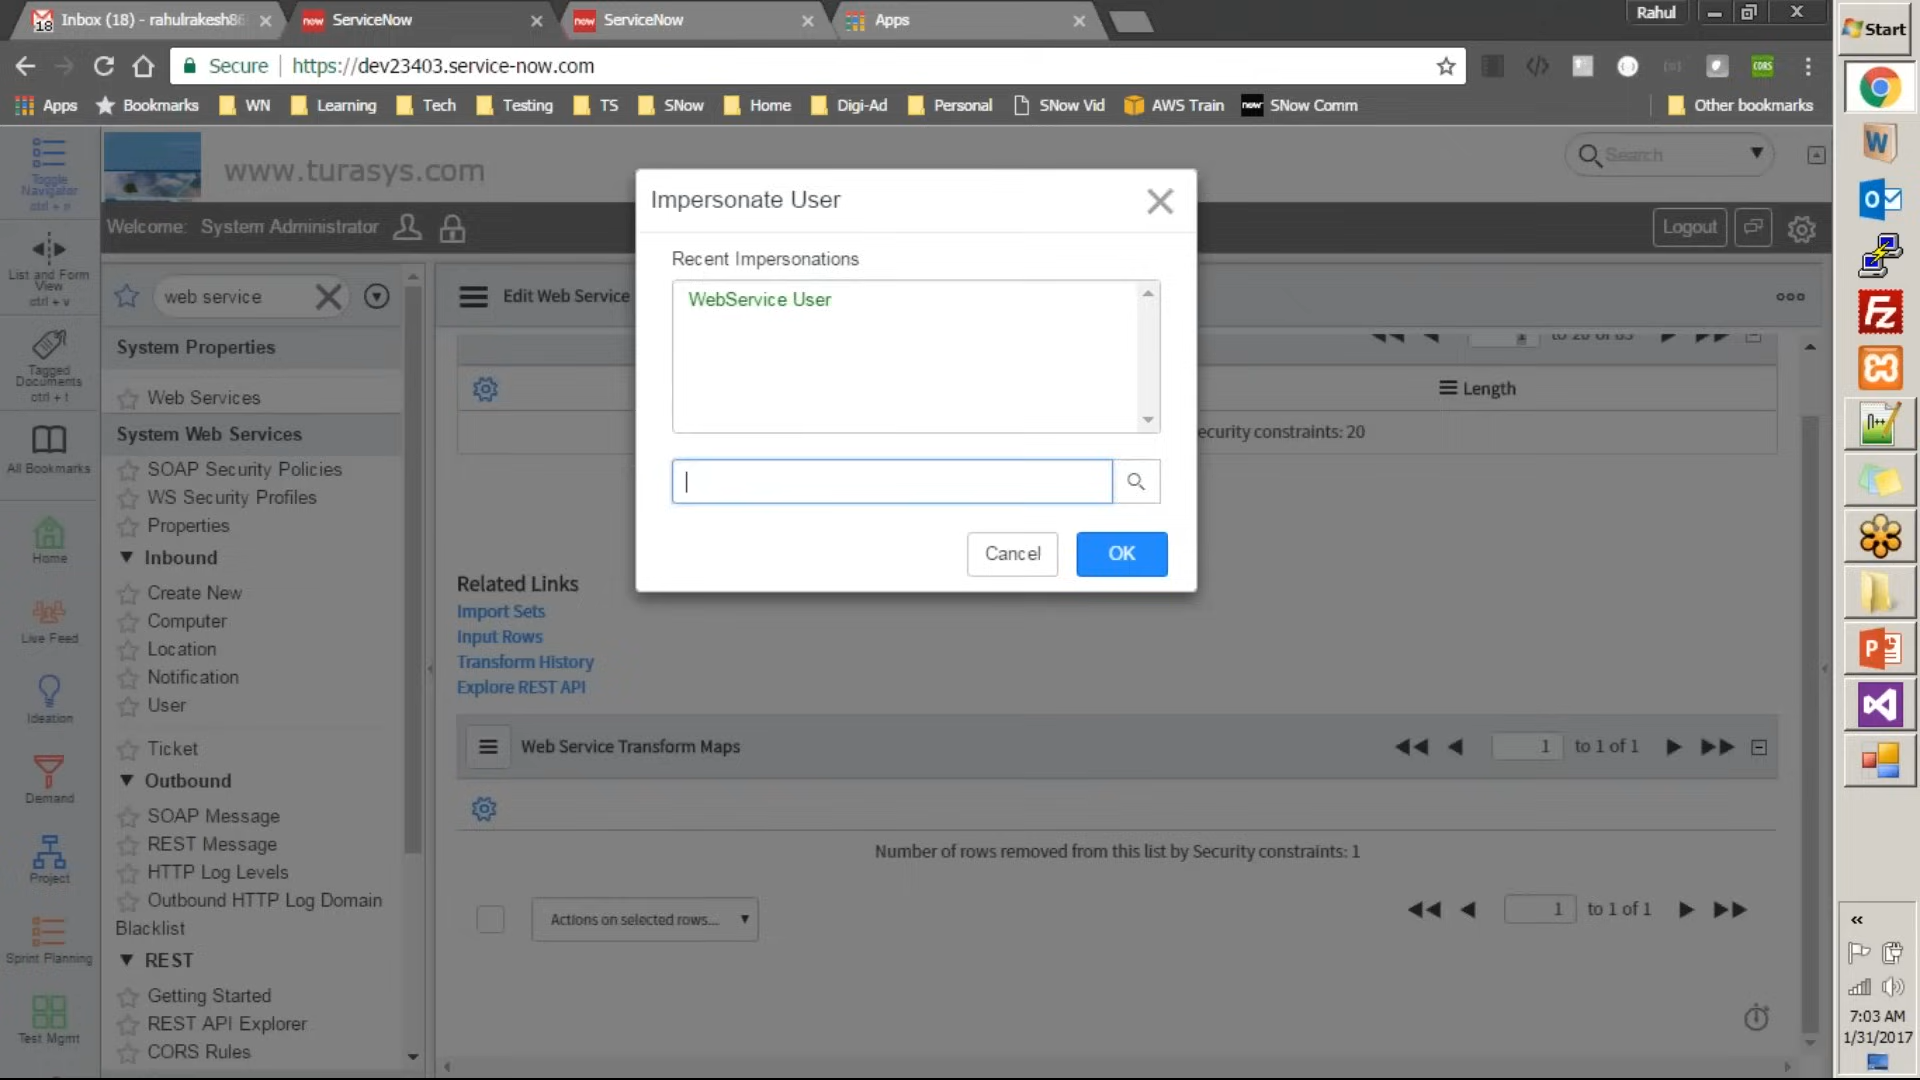 Inbox (18) - rahulrakesh86
ServiceNow
ServiceNow
Apps
Rahul
Start
Secure
https://dev23403.service-now.com
Apps
Bookmarks
WN
Learning
Tech
Testing
TS
SNow
Home
Digi-Ad
Personal
SNow Vid
AWS Train
SNow Comm
Other bookmarks
Toggle
Navigator
ctrl + n
www.turasys.com
Search
Impersonate User
Welcome: System Administrator
Logout
List and Form
View
ctrl + v
web service
Edit Web Service
Recent Impersonations
WebService User
System Properties
Tagged
Documents
ctrl + t
Web Services
to 20 of 83
Length
ecurity constraints: 20
System Web Services
All Bookmarks
SOAP Security Policies
WS Security Profiles
Properties
Cancel
OK
Inbound
Home
Related Links
Create New
Import Sets
Computer
Input Rows
Live Feed
Location
Transform History
Notification
Explore REST API
User
Ideation
Ticket
Web Service Transform Maps
1 to 1 of 1
Outbound
Demand
SOAP Message
REST Message
Number of rows removed from this list by Security constraints: 1
HTTP Log Levels
Project
Outbound HTTP Log Domain
Blacklist
Actions on selected rows...
1 to 1 of 1
Sprint Planning
REST
Getting Started
REST API Explorer
Test Mgmt
CORS Rules
7:03 AM
1/31/2017